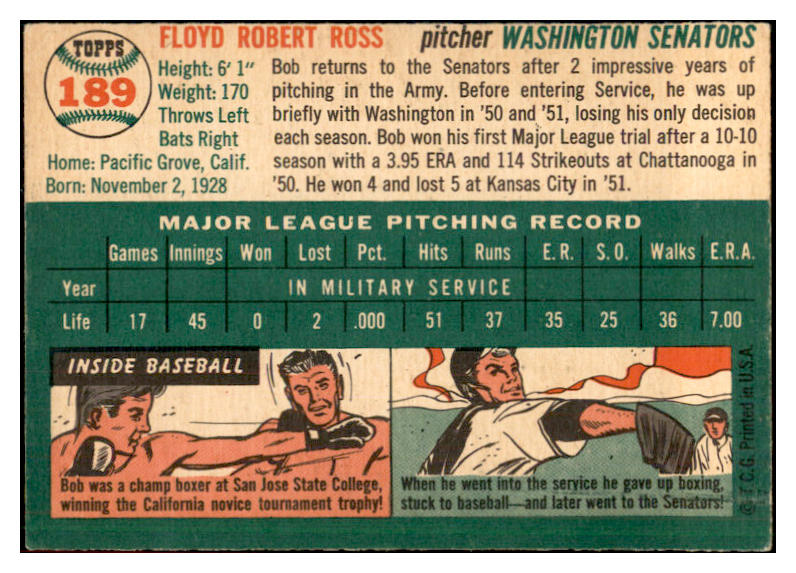 TOPPS
189
FLOYD ROBERT ROSS pitcher WASHINGTON SENATORS
Height: 6' 1"
Weight: 170
Throws Left
Bats Right
Home: Pacific Grove, Calif.
Born: November 2, 1928
Bob returns to the Senators after 2 impressive years of
pitching in the Army. Before entering Service, he was up
briefly with Washington in '50 and '51, losing his only decision
each season. Bob won his first Major League trial after a 10-10
season with a 3.95 ERA and 114 Strikeouts at Chattanooga in
'50. He won 4 and lost 5 at Kansas City in '51.
MAJOR LEAGUE PITCHING RECORD
Games Innings Won Lost Pct. Hits Runs E.R. S.O. Walks E.R.A.
Year IN MILITARY SERVICE
Life 17 45 0 2 .000 51 37 35 25 36 7.00
INSIDE BASEBALL
Bob was a champ boxer at San Jose State College,
winning the California novice tournament trophy!
When he went into the service he gave up boxing,
stuck to baseball—and later went to the Senators!
© T.C.G. Printed in U.S.A.